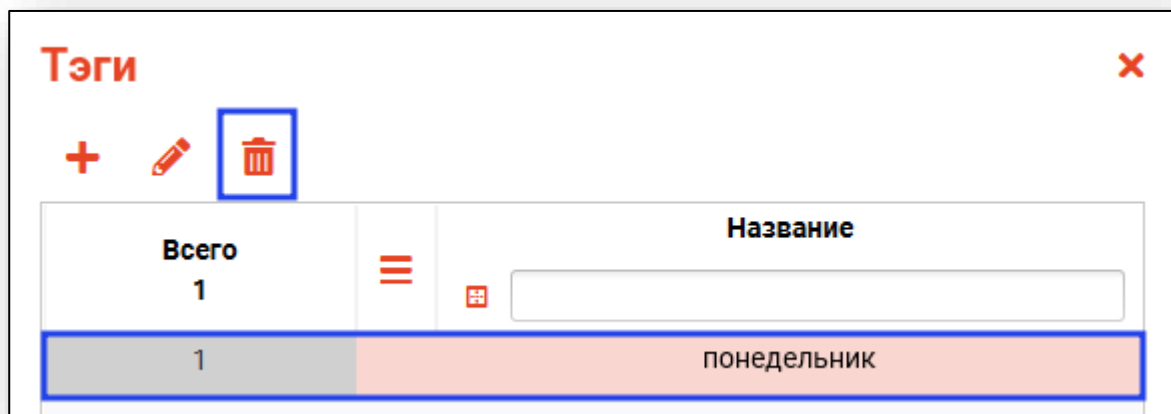 Тэги
Всего
1
Название
1
понедельник